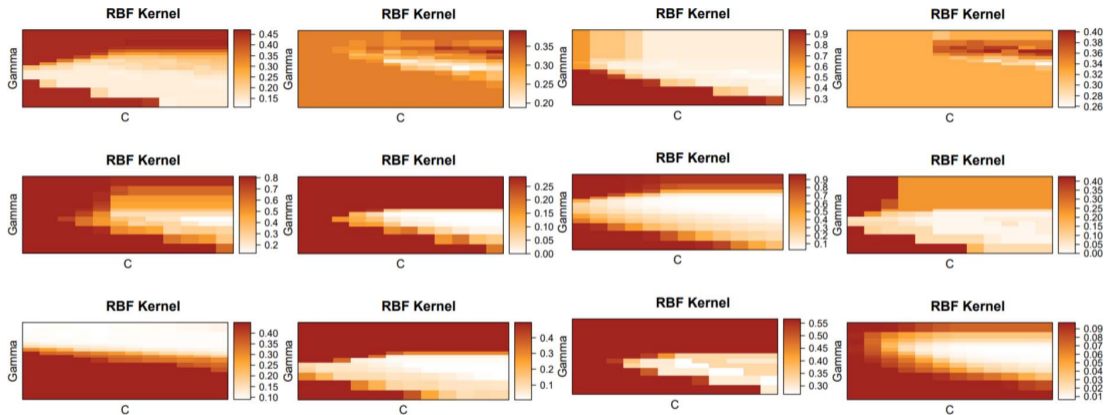 RBF Kernel
Gamma
C
0.45
0.40
0.35
0.30
0.25
0.20
0.15
RBF Kernel
Gamma
C
0.35
0.30
0.25
0.20
RBF Kernel
Gamma
C
0.9
0.8
0.7
0.6
0.5
0.4
0.3
RBF Kernel
Gamma
C
0.40
0.38
0.36
0.34
0.32
0.30
0.28
0.26
RBF Kernel
Gamma
C
0.8
0.7
0.6
0.5
0.4
0.3
0.2
RBF Kernel
Gamma
C
0.25
0.20
0.15
0.10
0.05
0.00
RBF Kernel
Gamma
C
0.9
0.8
0.7
0.6
0.5
0.4
0.3
0.2
0.1
RBF Kernel
Gamma
C
0.40
0.35
0.30
0.25
0.20
0.15
0.10
0.05
0.00
RBF Kernel
Gamma
C
0.40
0.35
0.30
0.25
0.20
0.15
0.10
RBF Kernel
Gamma
C
0.4
0.3
0.2
0.1
RBF Kernel
Gamma
C
0.55
0.50
0.45
0.40
0.35
0.30
RBF Kernel
Gamma
C
0.09
0.08
0.07
0.06
0.05
0.04
0.03
0.02
0.01